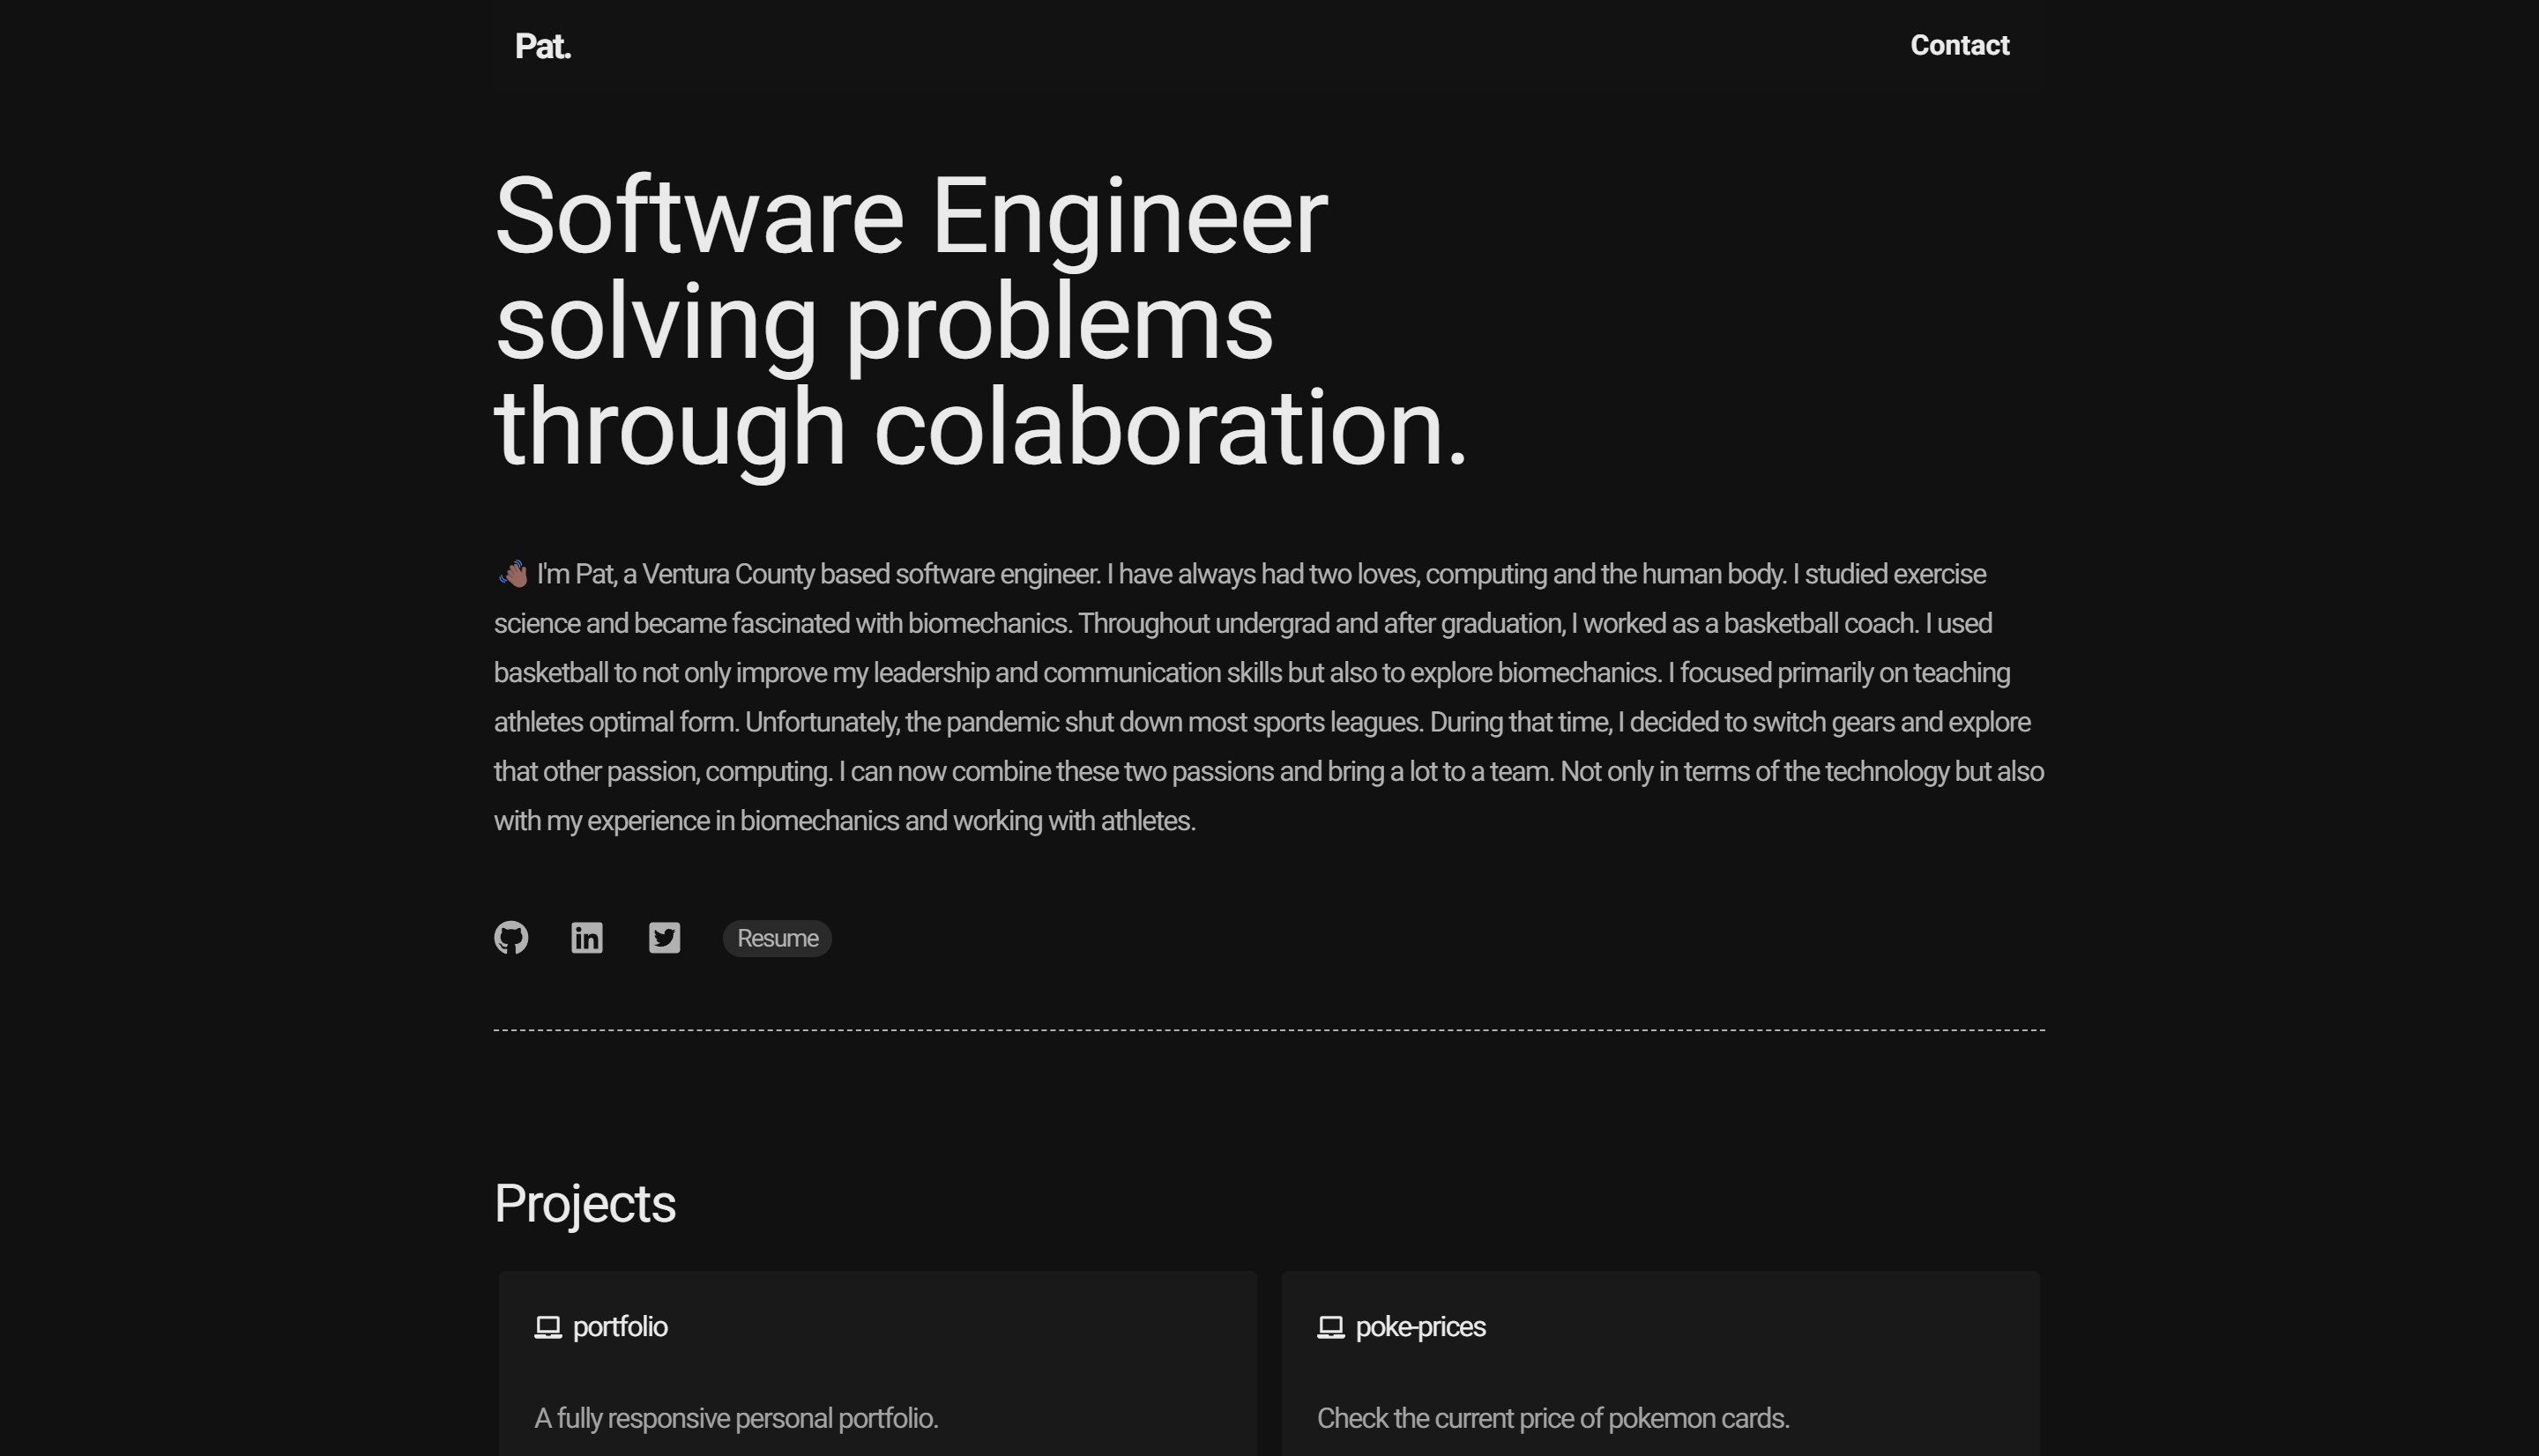 Pat.
Contact
Software Engineer
solving problems
through colaboration.
👋🏾 I'm Pat, a Ventura County based software engineer. I have always had two loves, computing and the human body. I studied exercise
science and became fascinated with biomechanics. Throughout undergrad and after graduation, I worked as a basketball coach. I used
basketball to not only improve my leadership and communication skills but also to explore biomechanics. I focused primarily on teaching
athletes optimal form. Unfortunately, the pandemic shut down most sports leagues. During that time, I decided to switch gears and explore
that other passion, computing. I can now combine these two passions and bring a lot to a team. Not only in terms of the technology but also
with my experience in biomechanics and working with athletes.
in
Resume
Projects
portfolio
A fully responsive personal portfolio.
poke-prices
Check the current price of pokemon cards.